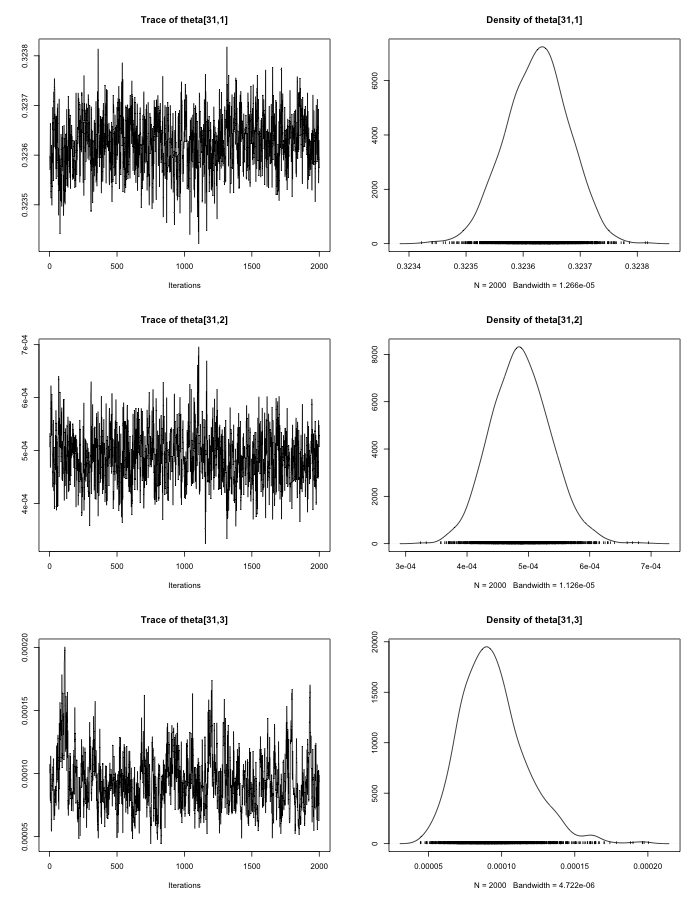 Trace of theta[31,1]
0.3235 0.3236 0.3237 0.3238
0 500 1000 1500 2000
Iterations
Density of theta[31,1]
0 2000 4000 6000
0.3234 0.3235 0.3236 0.3237 0.3238
N = 2000 Bandwidth = 1.266e-05
Trace of theta[31,2]
4e-04 5e-04 6e-04 7e-04
0 500 1000 1500 2000
Iterations
Density of theta[31,2]
0 2000 4000 6000 8000
3e-04 4e-04 5e-04 6e-04 7e-04
N = 2000 Bandwidth = 1.126e-05
Trace of theta[31,3]
0.00005 0.00010 0.00015 0.00020
0 500 1000 1500 2000
Iterations
Density of theta[31,3]
0 5000 10000 15000 20000
0.00005 0.00010 0.00015 0.00020
N = 2000 Bandwidth = 4.722e-06